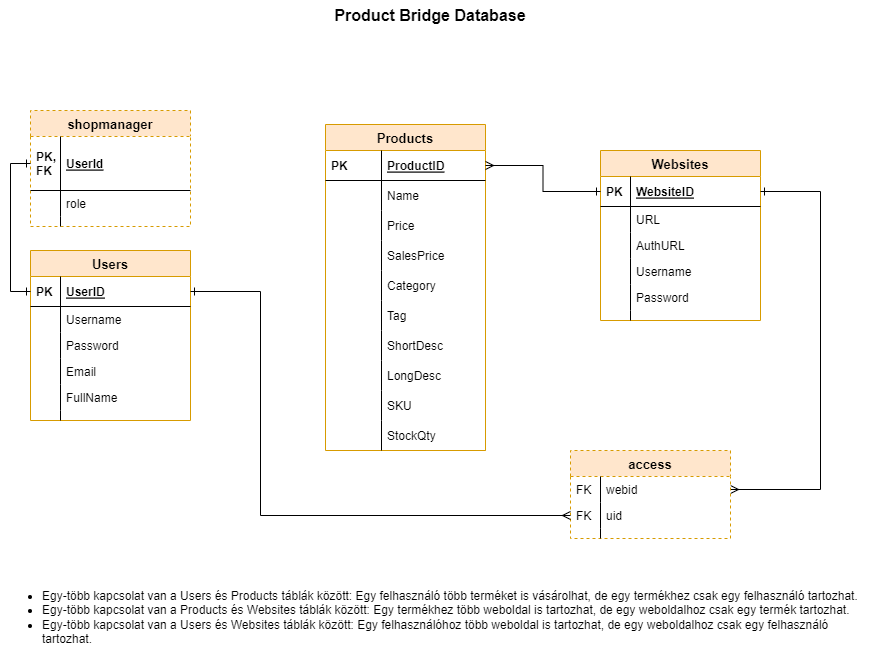 Product Bridge Database
shopmanager
PK, FK UserId
role
Users
PK UserID
Username
Password
Email
FullName
Products
PK ProductID
Name
Price
SalesPrice
Category
Tag
ShortDesc
LongDesc
SKU
StockQty
Websites
PK WebsiteID
URL
AuthURL
Username
Password
access
FK webid
FK uid
• Egy-több kapcsolat van a Users és Products táblák között: Egy felhasználó több terméket is vásárolhat, de egy termékhez csak egy felhasználó tartozhat.
• Egy-több kapcsolat van a Products és Websites táblák között: Egy termékhez több weboldal is tartozhat, de egy weboldalhoz csak egy termék tartozhat.
• Egy-több kapcsolat van a Users és Websites táblák között: Egy felhasználóhoz több weboldal is tartozhat, de egy weboldalhoz csak egy felhasználó
tartozhat.